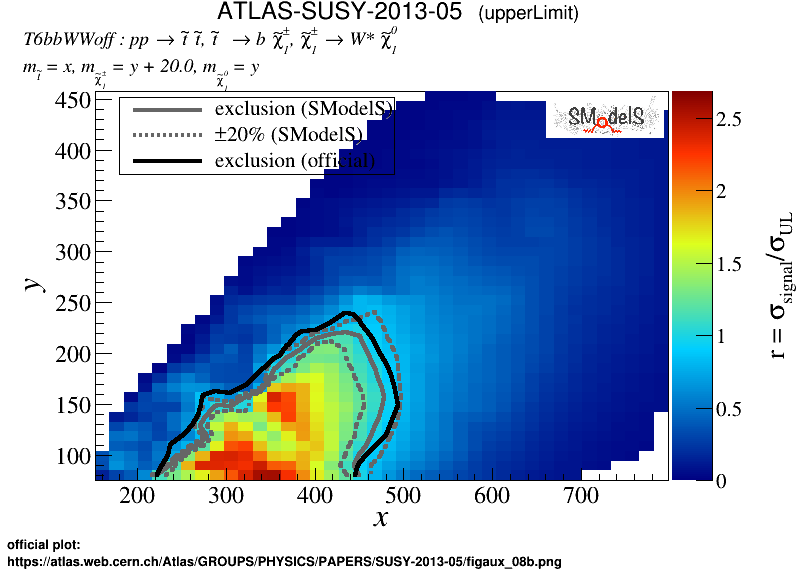 ATLAS-SUSY-2013-05 (upperLimit)
T6bbWWoff : pp → t̃ t̃, t̃ → b χ̃₁±, χ̃₁± → W* χ̃₁⁰
m_t̃ = x, m_χ̃₁± = y + 20.0, m_χ̃₁⁰ = y
exclusion (SModelS)
±20% (SModelS)
exclusion (official)
SModelS
450
400
350
300
250
200
150
100
y
200 300 400 500 600 700
x
2.5
2
1.5
1
0.5
0
r = σ_signal/σ_UL
official plot:
https://atlas.web.cern.ch/Atlas/GROUPS/PHYSICS/PAPERS/SUSY-2013-05/figaux_08b.png